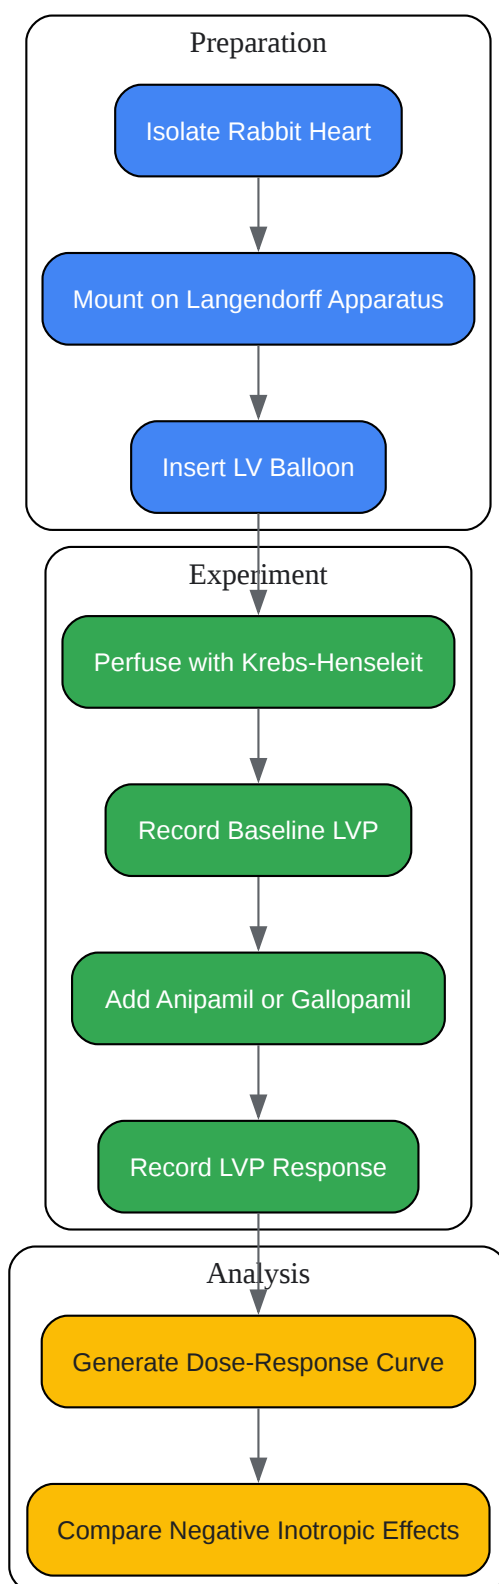 Preparation
Isolate Rabbit Heart
Mount on Langendorff Apparatus
Insert LV Balloon
Experiment
Perfuse with Krebs-Henseleit
Record Baseline LVP
Add Anipamil or Gallopamil
Record LVP Response
Analysis
Generate Dose-Response Curve
Compare Negative Inotropic Effects